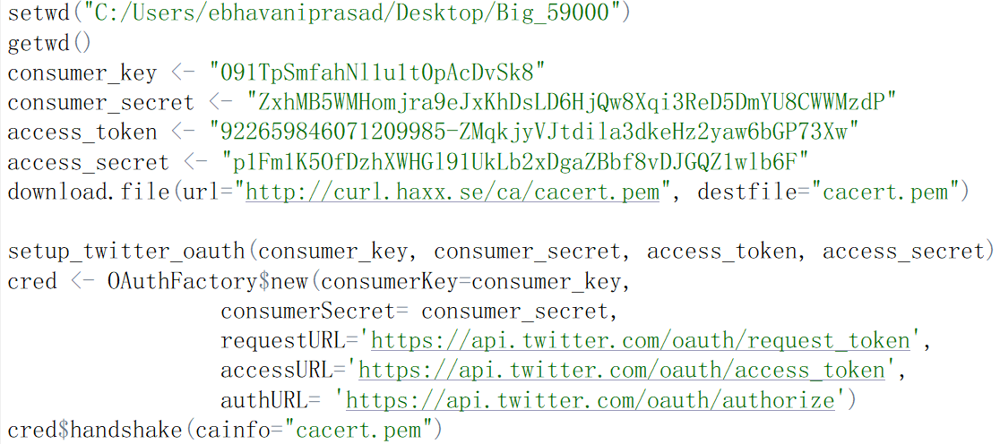 setwd("C:/Users/ebhavaniprasad/Desktop/Big_59000")
getwd()
consumer_key <- "091TpSmfahNl1u1t0pAcDvSk8"
consumer_secret <- "ZxhMB5WMHomjra9eJxKhDsLD6HjQw8Xqi3ReD5DmYU8CWWMzdP"
access_token <- "922659846071209985-ZMqkjyVJtdila3dkeHz2yaw6bGP73Xw"
access_secret <- "p1Fm1K5OfDzhXWHGl91UkLb2xDgaZBbf8vDJGQZ1wlb6F"
download.file(url="http://curl.haxx.se/ca/cacert.pem", destfile="cacert.pem")
setup_twitter_oauth(consumer_key, consumer_secret, access_token, access_secret)
cred <- OAuthFactory$new(consumerKey=consumer_key,
consumerSecret= consumer_secret,
requestURL='https://api.twitter.com/oauth/request_token',
accessURL='https://api.twitter.com/oauth/access_token',
authURL= 'https://api.twitter.com/oauth/authorize')
cred$handshake(cainfo="cacert.pem")